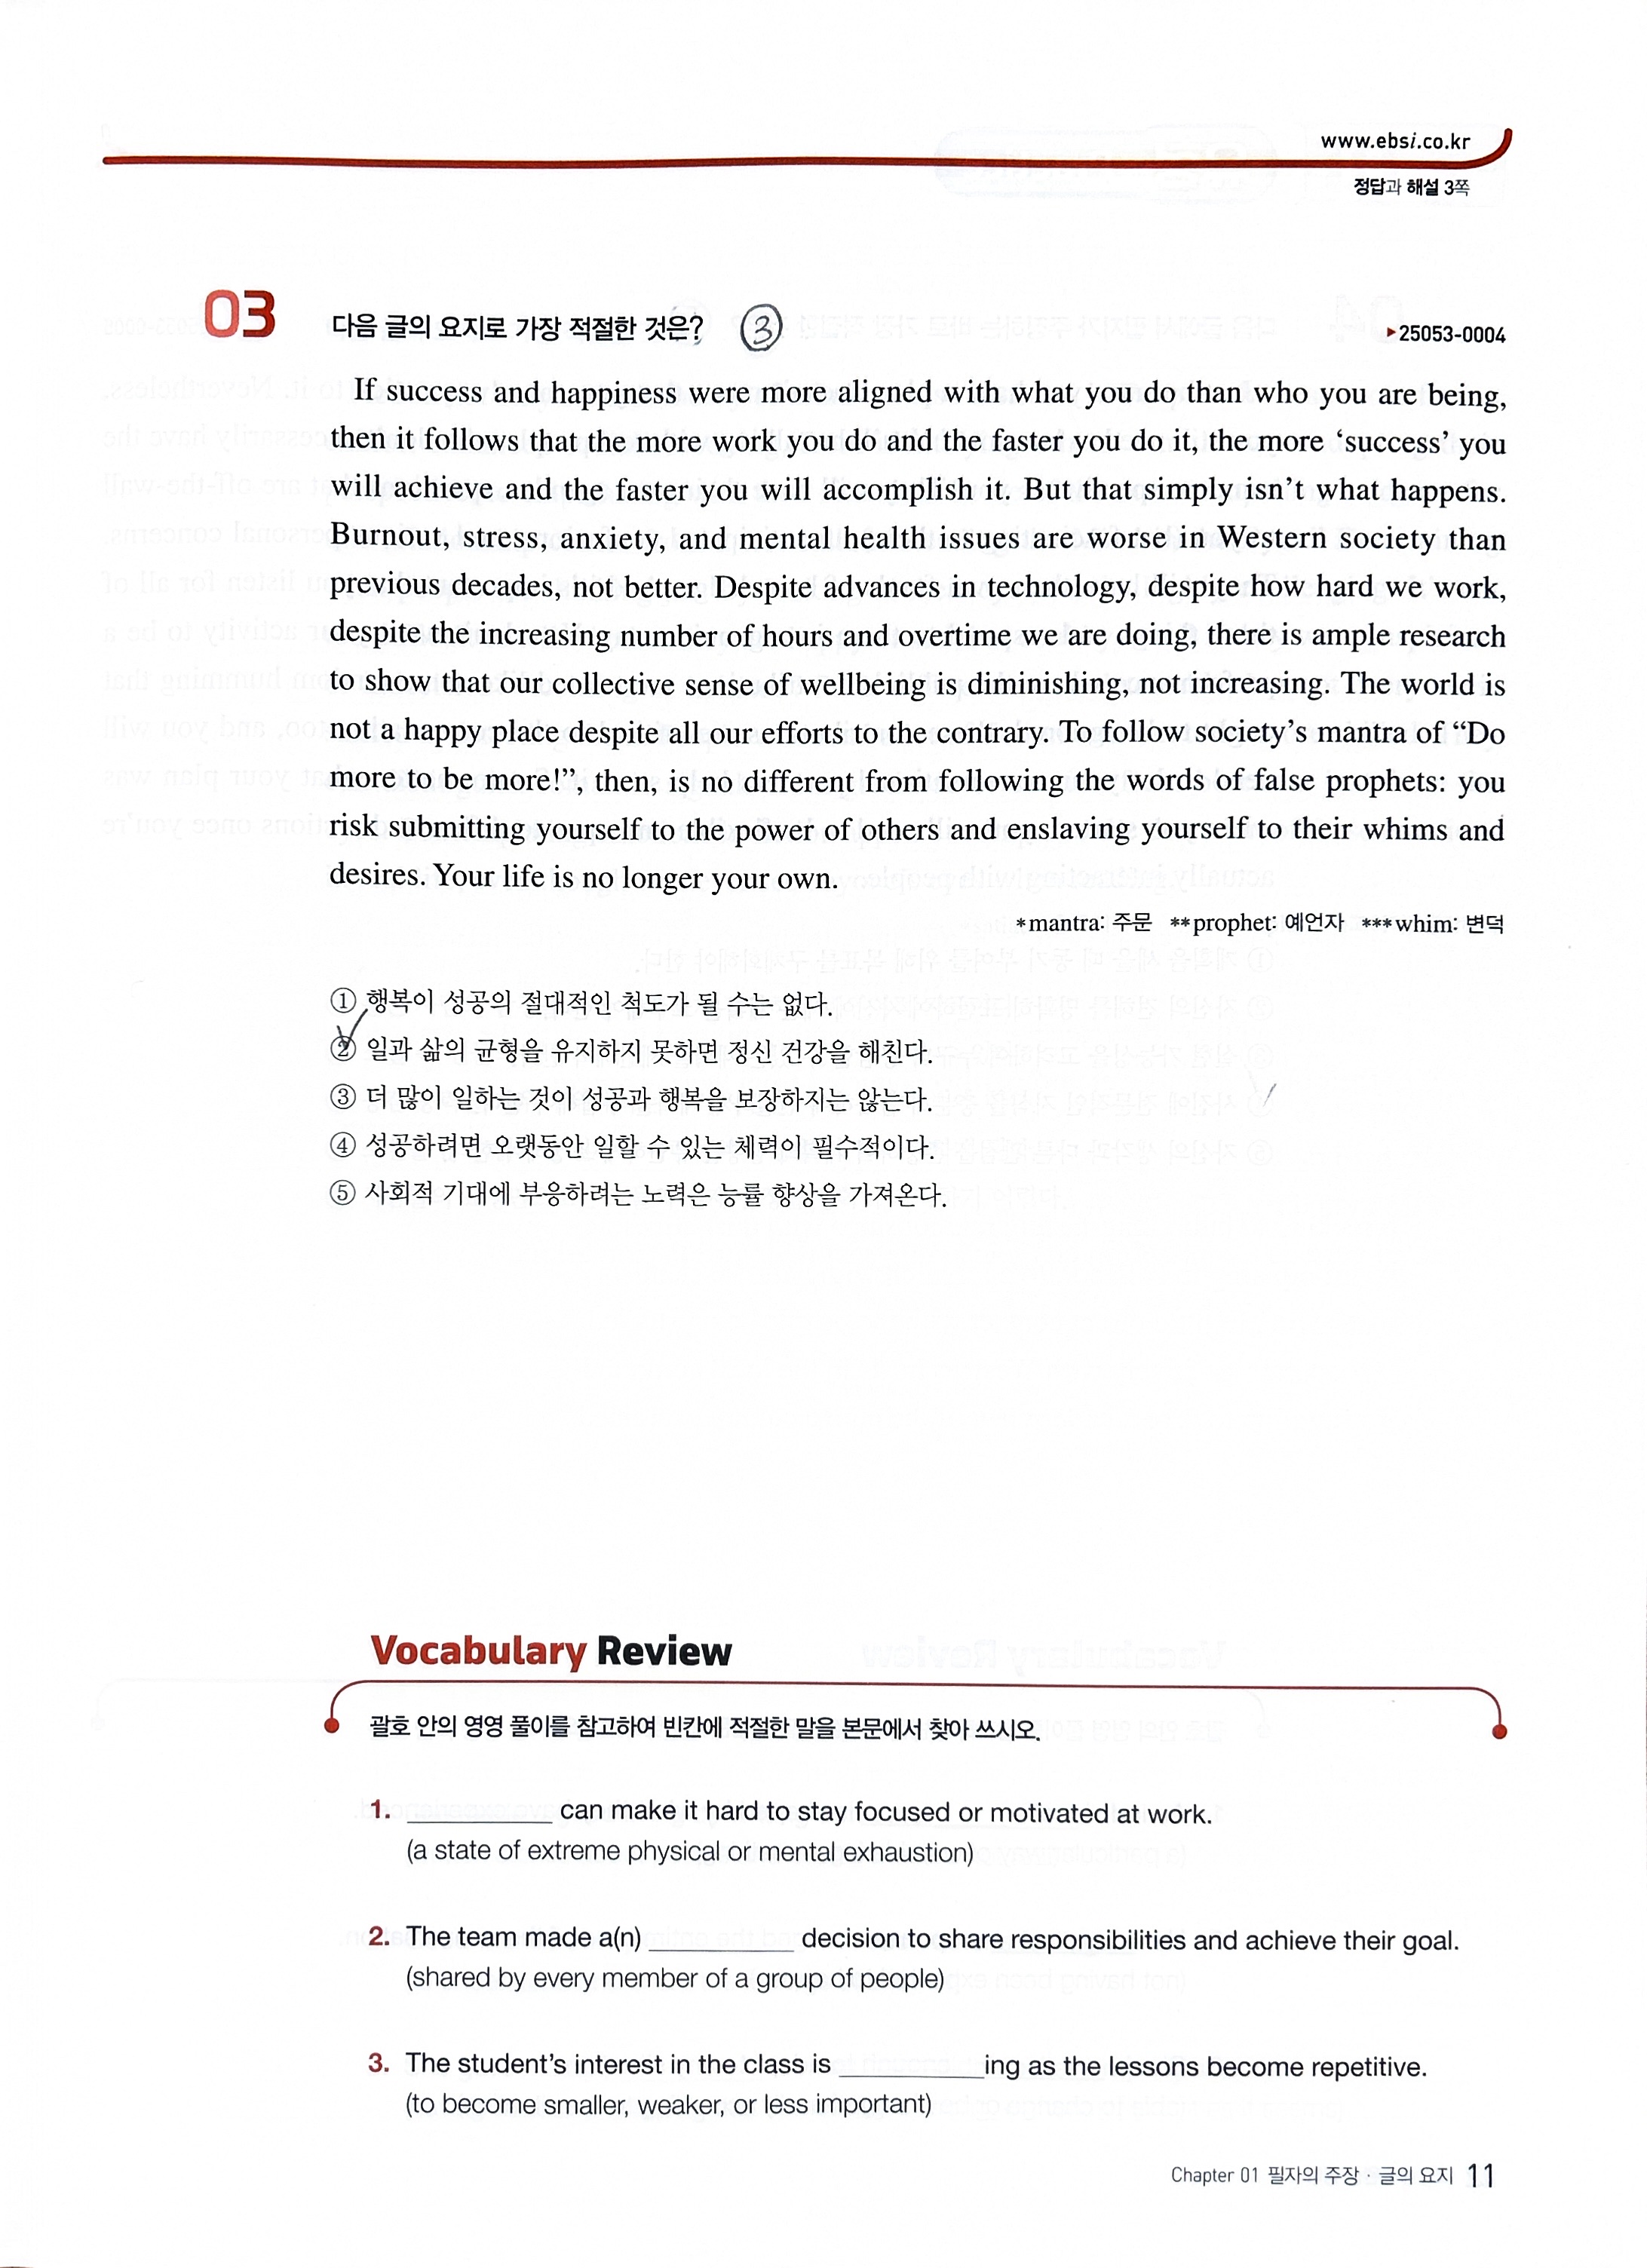 www.ebsi.co.kr
정답과 해설 3쪽
03 다음 글의 요지로 가장 적절한 것은? ③ ▶25053-0004
If success and happiness were more aligned with what you do than who you are being,
then it follows that the more work you do and the faster you do it, the more ‘success’ you
will achieve and the faster you will accomplish it. But that simply isn’t what happens.
Burnout, stress, anxiety, and mental health issues are worse in Western society than
previous decades, not better. Despite advances in technology, despite how hard we work,
despite the increasing number of hours and overtime we are doing, there is ample research
to show that our collective sense of wellbeing is diminishing, not increasing. The world is
not a happy place despite all our efforts to the contrary. To follow society’s mantra of “Do
more to be more!”, then, is no different from following the words of false prophets: you
risk submitting yourself to the power of others and enslaving yourself to their whims and
desires. Your life is no longer your own.
*mantra: 주문 **prophet: 예언자 ***whim: 변덕
① 행복이 성공의 절대적인 척도가 될 수는 없다.
② 일과 삶의 균형을 유지하지 못하면 정신 건강을 해친다.
③ 더 많이 일하는 것이 성공과 행복을 보장하지는 않는다.
④ 성공하려면 오랫동안 일할 수 있는 체력이 필수적이다.
⑤ 사회적 기대에 부응하려는 노력은 능률 향상을 가져온다.
Vocabulary Review
괄호 안의 영영 풀이를 참고하여 빈칸에 적절한 말을 본문에서 찾아 쓰시오.
1. __________ can make it hard to stay focused or motivated at work.
(a state of extreme physical or mental exhaustion)
2. The team made a(n) __________ decision to share responsibilities and achieve their goal.
(shared by every member of a group of people)
3. The student’s interest in the class is __________ing as the lessons become repetitive.
(to become smaller, weaker, or less important)
Chapter 01 필자의 주장 · 글의 요지 11